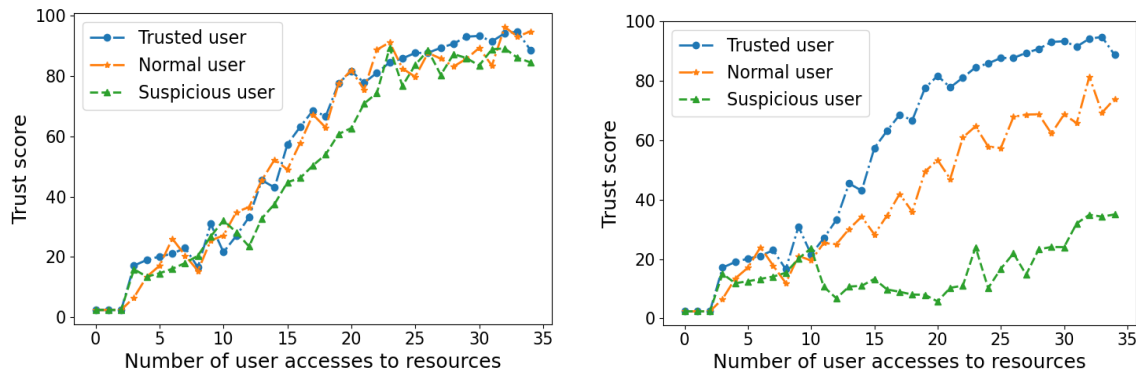 100
80
60
40
20
0
Trust score
Trusted user
Normal user
Suspicious user
0 5 10 15 20 25 30 35
Number of user accesses to resources
100
80
60
40
20
0
Trust score
Trusted user
Normal user
Suspicious user
0 5 10 15 20 25 30 35
Number of user accesses to resources